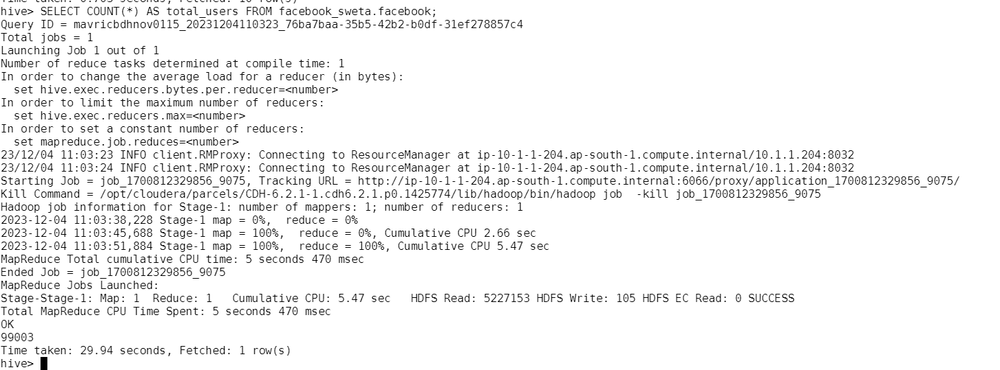 Time taken: 0.763 seconds, Fetched: 10 row(s)
hive> SELECT COUNT(*) AS total_users FROM facebook_sweta.facebook;
Query ID = mavricbdhnov0115_20231204110323_76ba7baa-35b5-42b2-b0df-31ef278857c4
Total jobs = 1
Launching Job 1 out of 1
Number of reduce tasks determined at compile time: 1
In order to change the average load for a reducer (in bytes):
  set hive.exec.reducers.bytes.per.reducer=<number>
In order to limit the maximum number of reducers:
  set hive.exec.reducers.max=<number>
In order to set a constant number of reducers:
  set mapreduce.job.reduces=<number>
23/12/04 11:03:23 INFO client.RMProxy: Connecting to ResourceManager at ip-10-1-1-204.ap-south-1.compute.internal/10.1.1.204:8032
23/12/04 11:03:24 INFO client.RMProxy: Connecting to ResourceManager at ip-10-1-1-204.ap-south-1.compute.internal/10.1.1.204:8032
Starting Job = job_1700812329856_9075, Tracking URL = http://ip-10-1-1-204.ap-south-1.compute.internal:6066/proxy/application_1700812329856_9075/
Kill Command = /opt/cloudera/parcels/CDH-6.2.1-1.cdh6.2.1.p0.1425774/lib/hadoop/bin/hadoop job  -kill job_1700812329856_9075
Hadoop job information for Stage-1: number of mappers: 1; number of reducers: 1
2023-12-04 11:03:38,228 Stage-1 map = 0%,  reduce = 0%
2023-12-04 11:03:45,688 Stage-1 map = 100%,  reduce = 0%, Cumulative CPU 2.66 sec
2023-12-04 11:03:51,884 Stage-1 map = 100%,  reduce = 100%, Cumulative CPU 5.47 sec
MapReduce Total cumulative CPU time: 5 seconds 470 msec
Ended Job = job_1700812329856_9075
MapReduce Jobs Launched:
Stage-Stage-1: Map: 1  Reduce: 1   Cumulative CPU: 5.47 sec   HDFS Read: 5227153 HDFS Write: 105 HDFS EC Read: 0 SUCCESS
Total MapReduce CPU Time Spent: 5 seconds 470 msec
OK
99003
Time taken: 29.94 seconds, Fetched: 1 row(s)
hive>